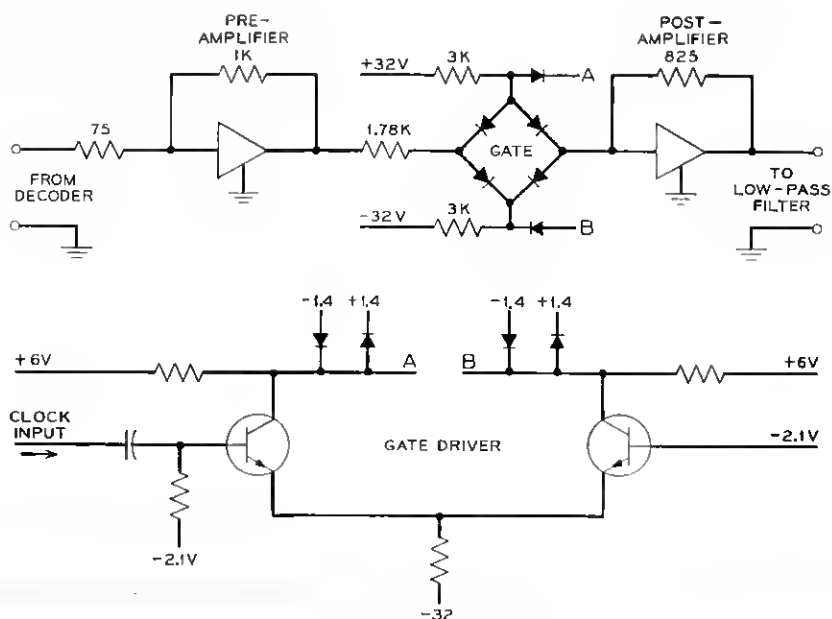 PRE-
AMPLIFIER
1K
POST-
AMPLIFIER
825
+32V
3K
A
75
1.78K
GATE
FROM
DECODER
TO
LOW-PASS
FILTER
-32V
3K
B
-1.4
+1.4
-1.4
+1.4
+6V
A
B
+6V
CLOCK
INPUT
GATE DRIVER
-2.1V
-2.1V
-32